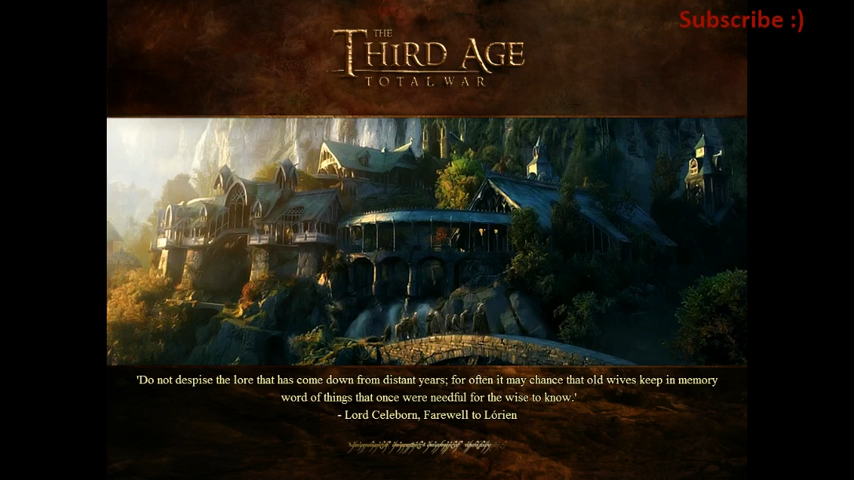 Subscribe :)
THE
THIRD AGE
TOTAL WAR
'Do not despise the lore that has come down from distant years; for often it may chance that old wives keep in memory
word of things that once were needful for the wise to know.'
- Lord Celeborn, Farewell to Lórien